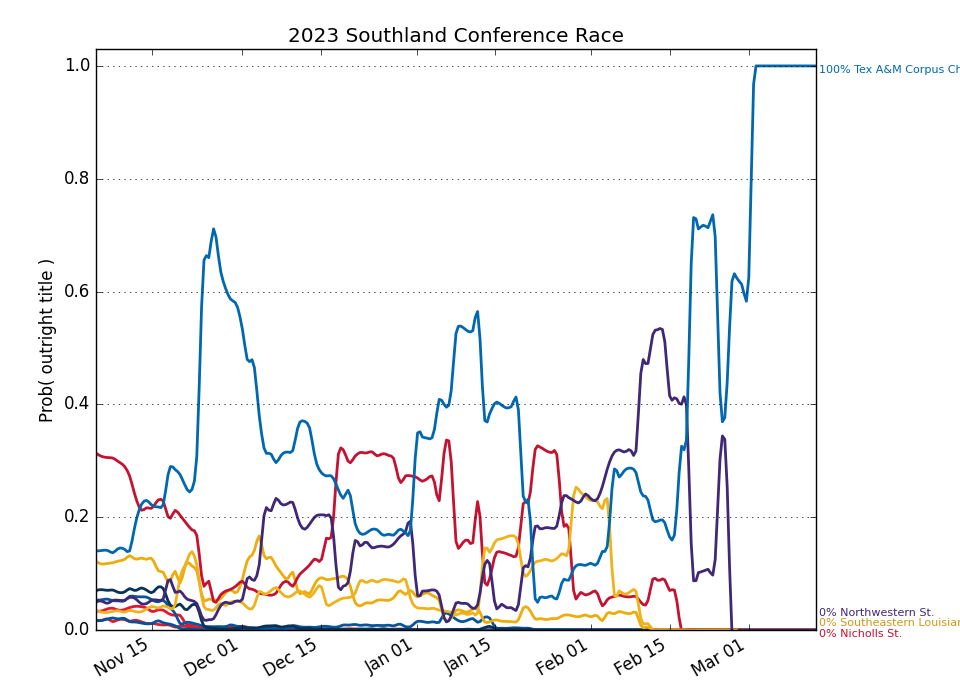 2023 Southland Conference Race
Prob( outright title )
1.0
0.8
0.6
0.4
0.2
0.0
Nov 15
Dec 01
Dec 15
Jan 01
Jan 15
Feb 01
Feb 15
Mar 01
100% Tex A&M Corpus Ch
0% Northwestern St.
0% Southeastern Louisian
0% Nicholls St.